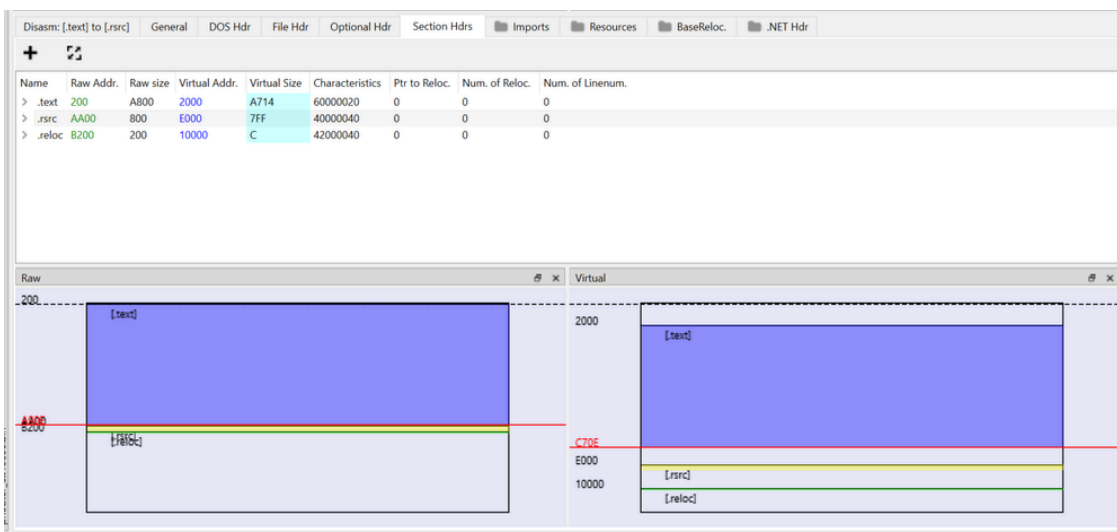 Disasm: [.text] to [.rsrc] General DOS Hdr File Hdr Optional Hdr Section Hdrs Imports Resources BaseReloc. .NET Hdr
Name Raw Addr. Raw size Virtual Addr. Virtual Size Characteristics Ptr to Reloc. Num. of Reloc. Num. of Linenum.
> .text 200 A800 2000 A714 60000020 0 0 0
> .rsrc AA00 800 E000 7FF 40000040 0 0 0
> .reloc B200 200 10000 C 42000040 0 0 0
Raw
200
[.text]
B200
[.reloc]
Virtual
2000
[.text]
C70E
E000
[.rsrc]
10000
[.reloc]